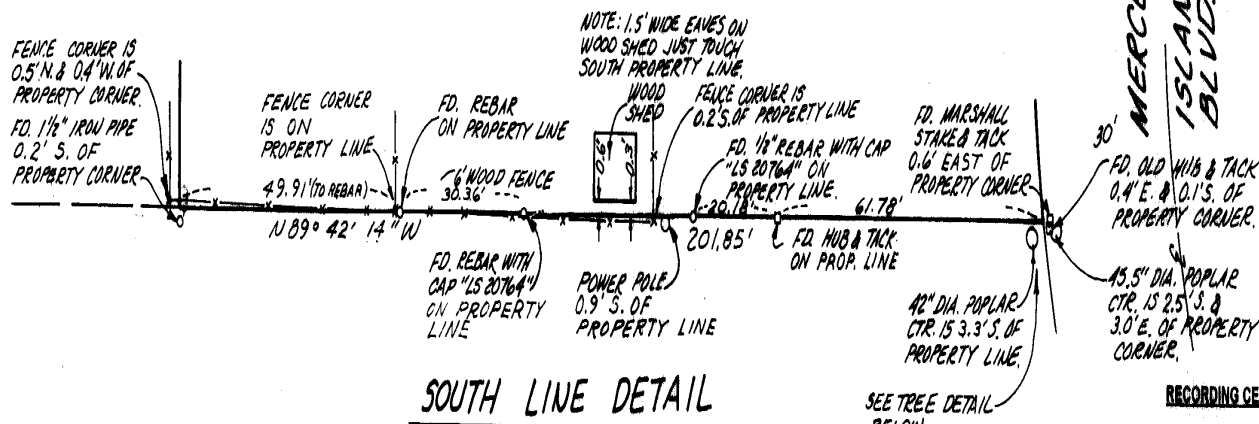 FENCE CORNER IS
0.5' N. & 0.4' W. OF
PROPERTY CORNER.
FD. 1½" IRON PIPE
0.2' S. OF
PROPERTY CORNER
FENCE CORNER
IS ON
PROPERTY LINE
FD. REBAR
ON PROPERTY LINE
NOTE: 1.5' WIDE EAVES ON
WOOD SHED JUST TOUCH
SOUTH PROPERTY LINE.
WOOD
SHED
0.6'
0.3'
FENCE CORNER IS
0.2' S. OF PROPERTY LINE
FD. ½" REBAR WITH CAP
"LS 20764" ON
PROPERTY LINE.
FD. MARSHALL
STAKE & TACK
0.6' EAST OF
PROPERTY CORNER
MERCE
ISLAN
BLVD.
30'
FD. OLD HUB & TACK
0.4' E. & 0.1' S. OF
PROPERTY CORNER.
49.91' (TO REBAR)
6' WOOD FENCE
30.36'
20.18'
61.78'
N 89° 42' 14" W
201.85'
FD. REBAR WITH
CAP "LS 20764"
ON PROPERTY
LINE
POWER POLE
0.9' S. OF
PROPERTY LINE
FD. HUB & TACK
ON PROP. LINE
42" DIA. POPLAR
CTR. IS 3.3' S. OF
PROPERTY LINE.
45.5" DIA. POPLAR
CTR. IS 2.5' S. &
3.0' E. OF PROPERTY
CORNER.
SOUTH LINE DETAIL
SEE TREE DETAIL
BELOW
RECORDING CE